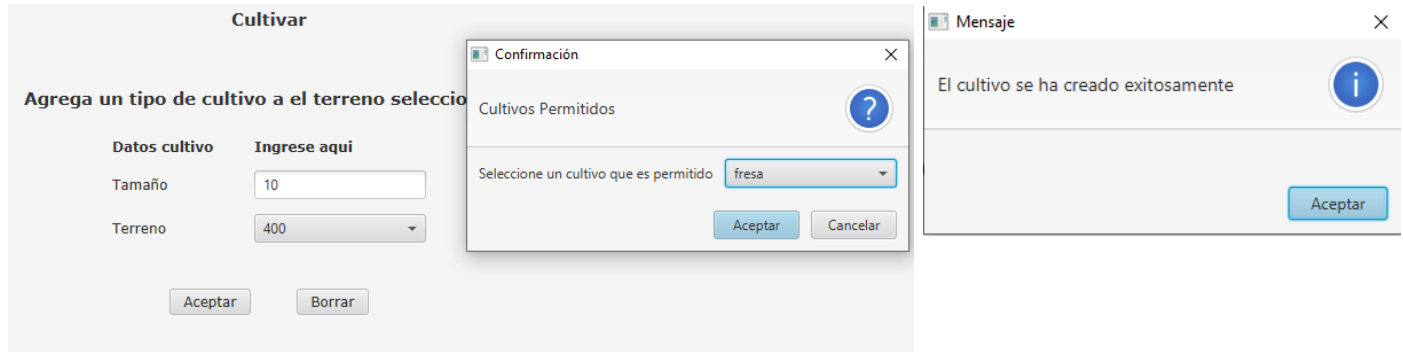 Cultivar
Agrega un tipo de cultivo a el terreno seleccio
Datos cultivo Ingrese aqui
Tamaño 10
Terreno 400
Aceptar Borrar
Confirmación
Cultivos Permitidos
?
Seleccione un cultivo que es permitido fresa
Aceptar Cancelar
Mensaje
El cultivo se ha creado exitosamente
i
Aceptar